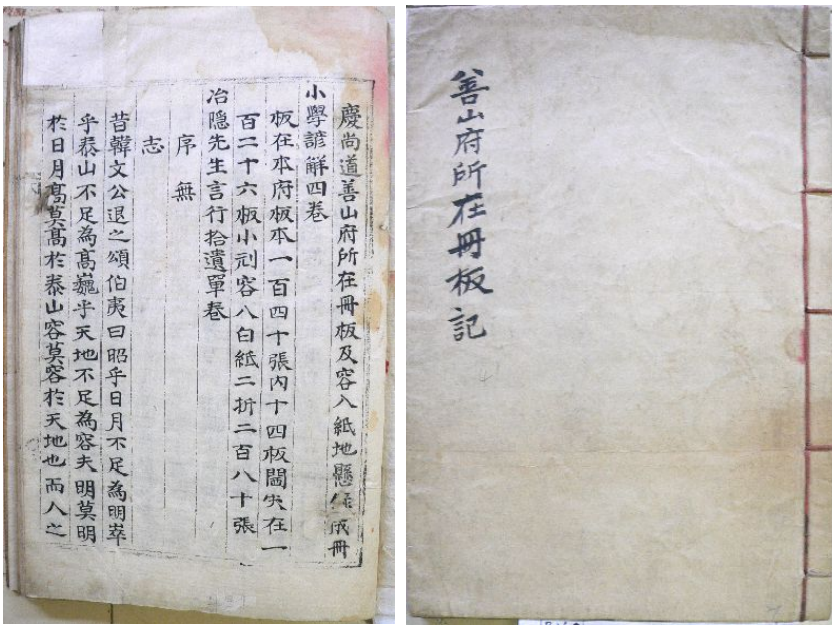 慶尚道善山府所在冊板及容入紙地懸成冊
小學諺解四卷
板在本府板本一百四十張內十四板閪失在一
百二十六板小刓容入白紙二折二百八十張
冶隱先生言行拾遺單卷
序無
志
昔韓文公退之頌伯夷曰昭乎日月不足為明崒
乎泰山不足為高巍乎天地不足為容夫明莫明
於日月高莫高於泰山容莫容於天地也而人之
善山府所在冊板記